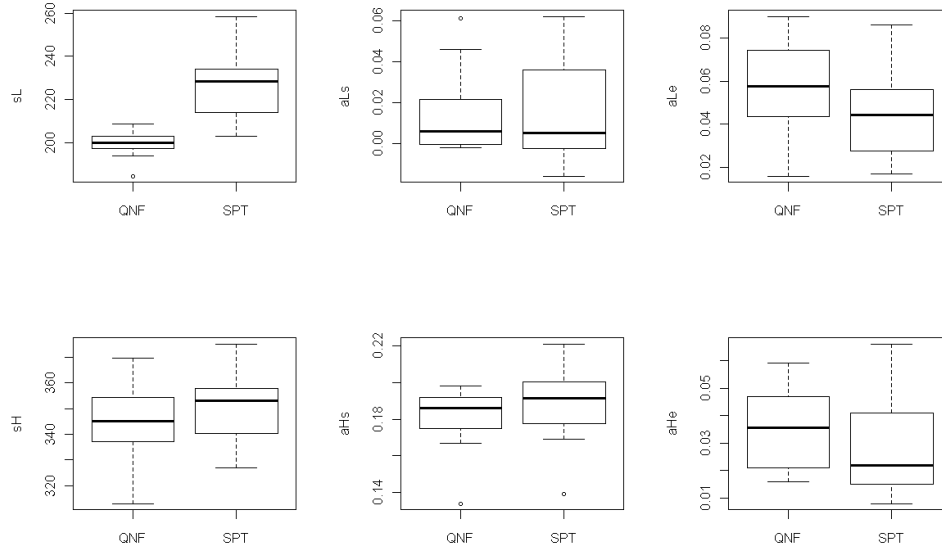 sL
260
240
220
200
QNF
SPT
aLs
0.06
0.04
0.02
0.00
QNF
SPT
aLe
0.08
0.06
0.04
0.02
QNF
SPT
sH
360
340
320
QNF
SPT
aHs
0.22
0.18
0.14
QNF
SPT
aHe
0.05
0.03
0.01
QNF
SPT